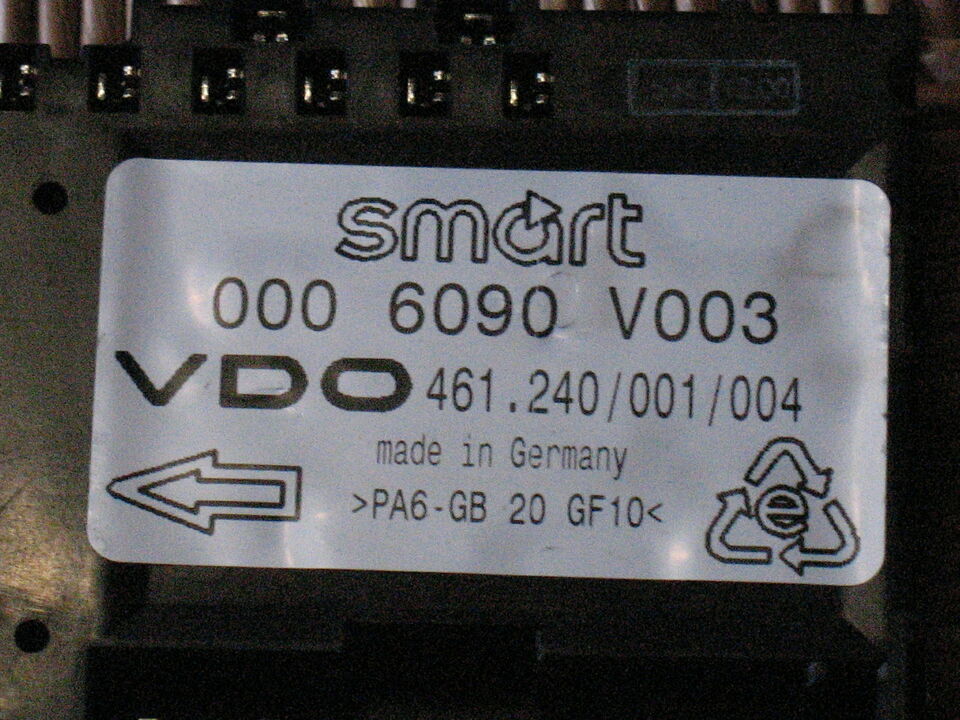 smart
000 6090 V003
VDO 461.240/001/004
made in Germany
>PA6-GB 20 GF10<
e